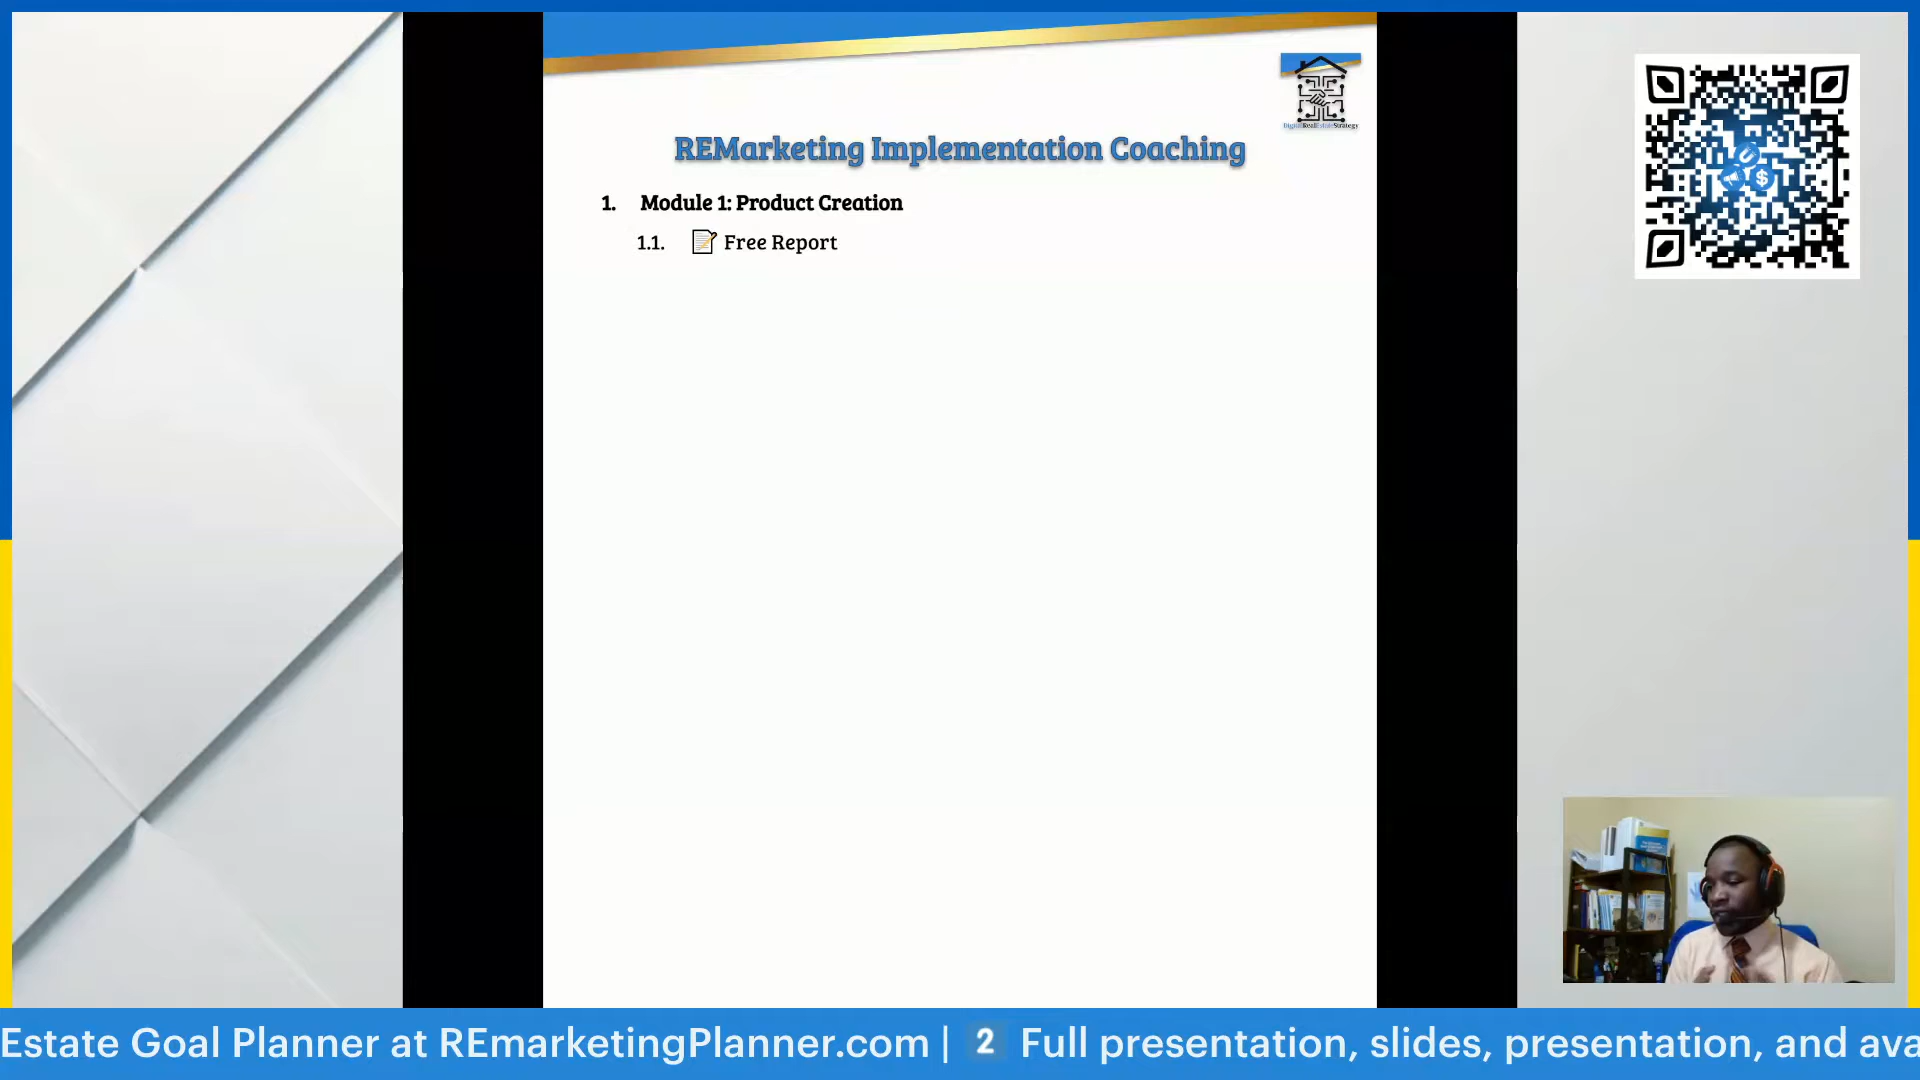 DigitalRealEstateStrategy
REMarketing Implementation Coaching
1. Module 1: Product Creation
1.1. 📝 Free Report
Estate Goal Planner at REmarketingPlanner.com | 2 Full presentation, slides, presentation, and ava